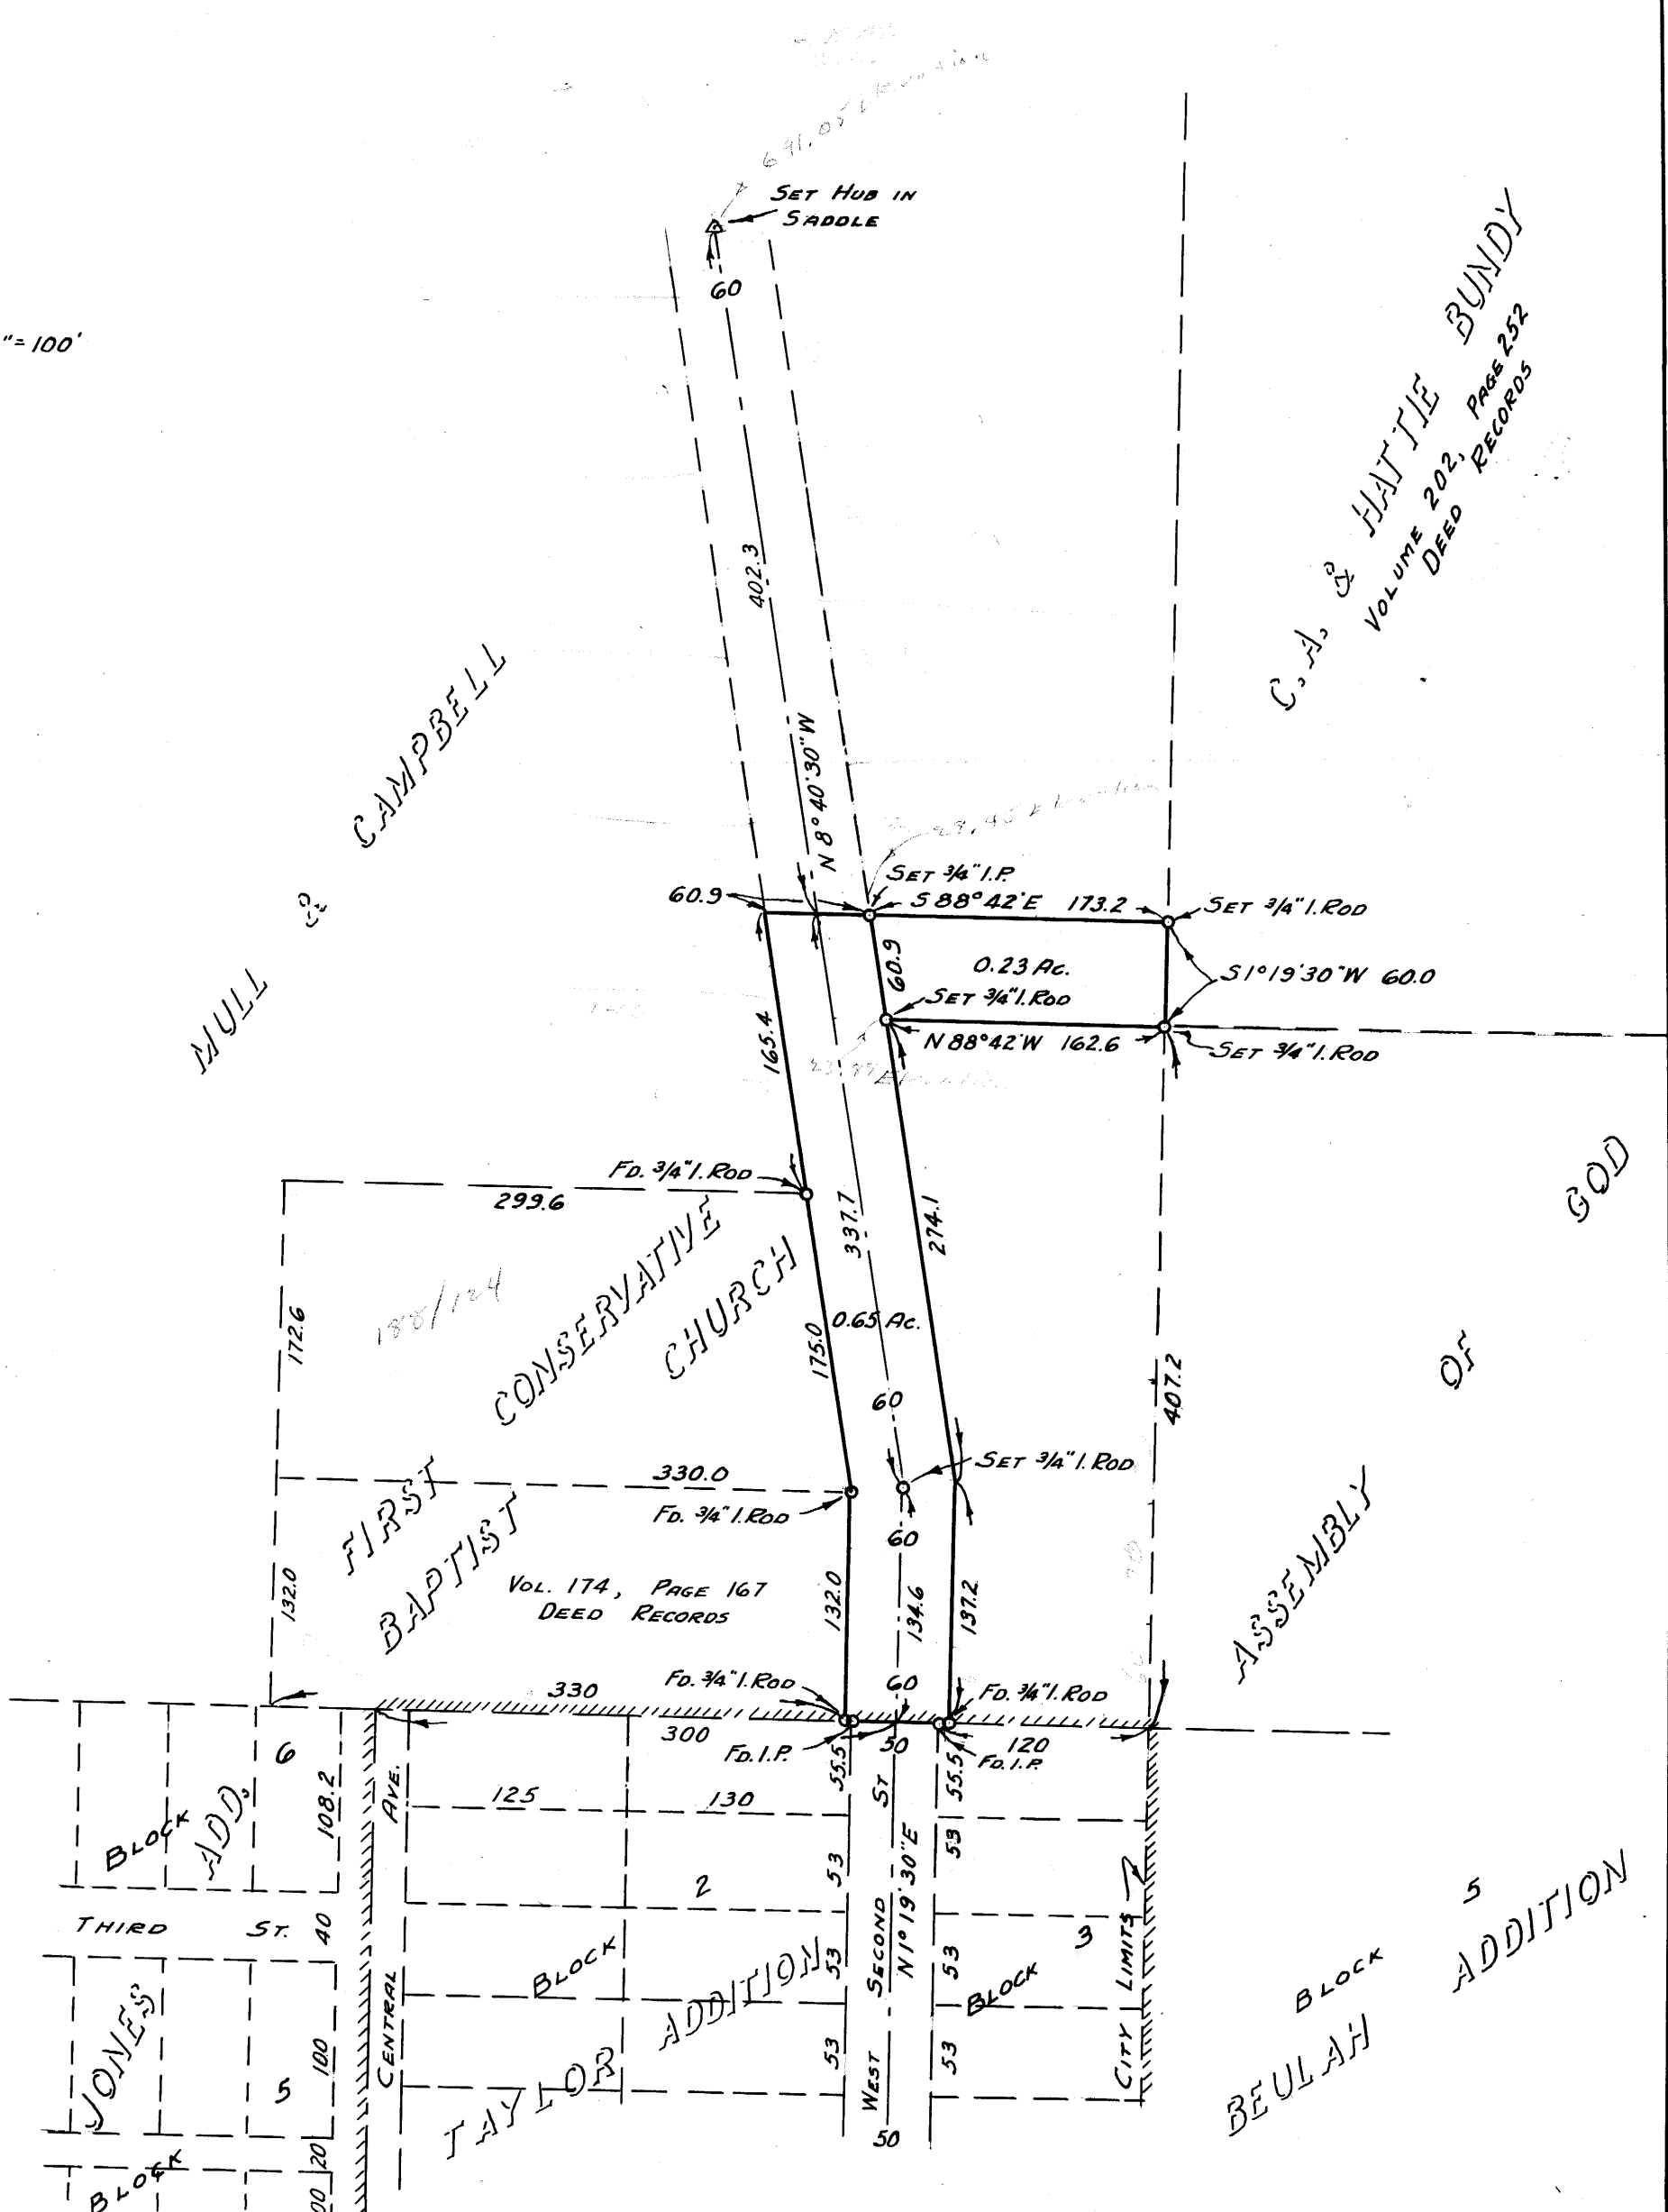 691.05 Elevation
SET HUB IN
SADDLE
60
"= 100'
C. A. & HATTIE BUNDY
VOLUME 202, PAGE 252
DEED RECORDS
402.3
N 8° 40' 30" W
MULL & CAMPBELL
60.9
SET 3/4" I.P.
S 88° 42' E 173.2
SET 3/4" I. ROD
60.9
0.23 AC.
S 1° 19' 30" W 60.0
SET 3/4" I. ROD
N 88° 42' W 162.6
SET 3/4" I. ROD
165.4
FD. 3/4" I. ROD
299.6
337.7
274.1
188/124
172.6
175.0
0.65 AC.
407.2
FIRST CONSERVATIVE
BAPTIST CHURCH
ASSEMBLY OF GOD
60
330.0
SET 3/4" I. ROD
FD. 3/4" I. ROD
60
VOL. 174, PAGE 167
DEED RECORDS
132.0
132.0
134.6
137.2
330
FD. 3/4" I. ROD
60
FD. 3/4" I. ROD
300
FD. I.P.
50
120
FD. I.P.
6
108.2
55.5
55.5
125
130
BLOCK
53
53
2
THIRD ST.
40
53
53
3
BLOCK
BLOCK
53
53
5
100
20
00
BLOCK
JONES ADD.
CENTRAL AVE.
TAYLOR ADDITION
WEST SECOND ST
N 1° 19' 30" E
50
CITY LIMITS
BLOCK 5
BEULAH ADDITION